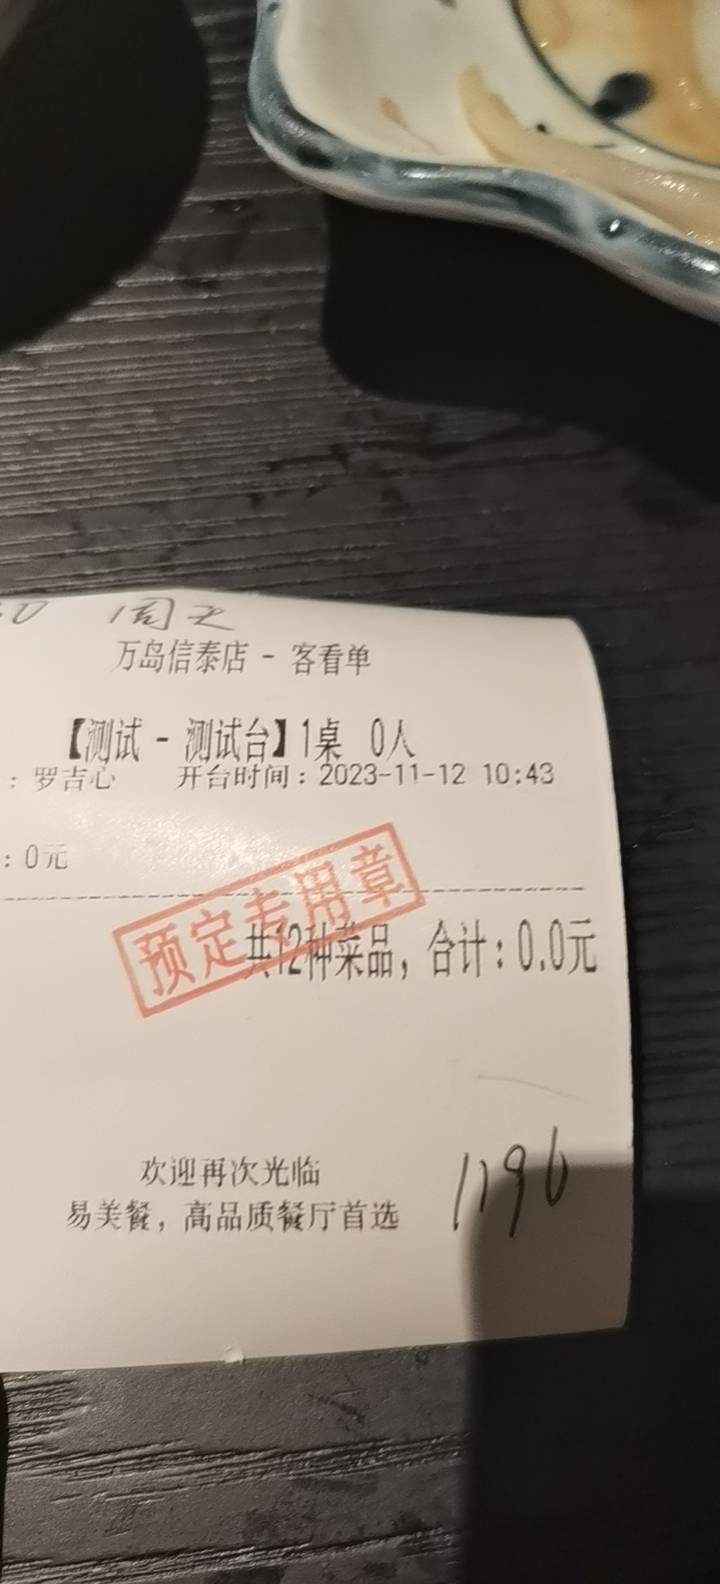 周天
万岛信泰店 - 客看单
【测试 - 测试台】1桌 0人
: 罗吉心 开台时间: 2023-11-12 10:43
: 0元
预定专用章
共12种菜品, 合计: 0.0元
欢迎再次光临
易美餐, 高品质餐厅首选
1196